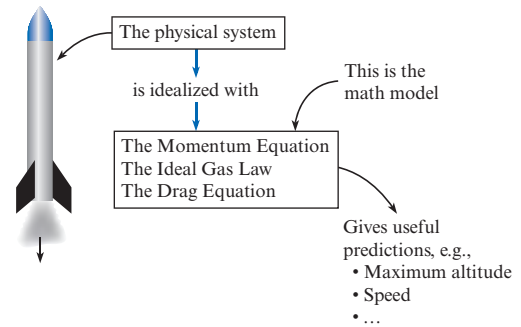 The physical system
is idealized with
This is the
math model
The Momentum Equation
The Ideal Gas Law
The Drag Equation
Gives useful
predictions, e.g.,
• Maximum altitude
• Speed
• …